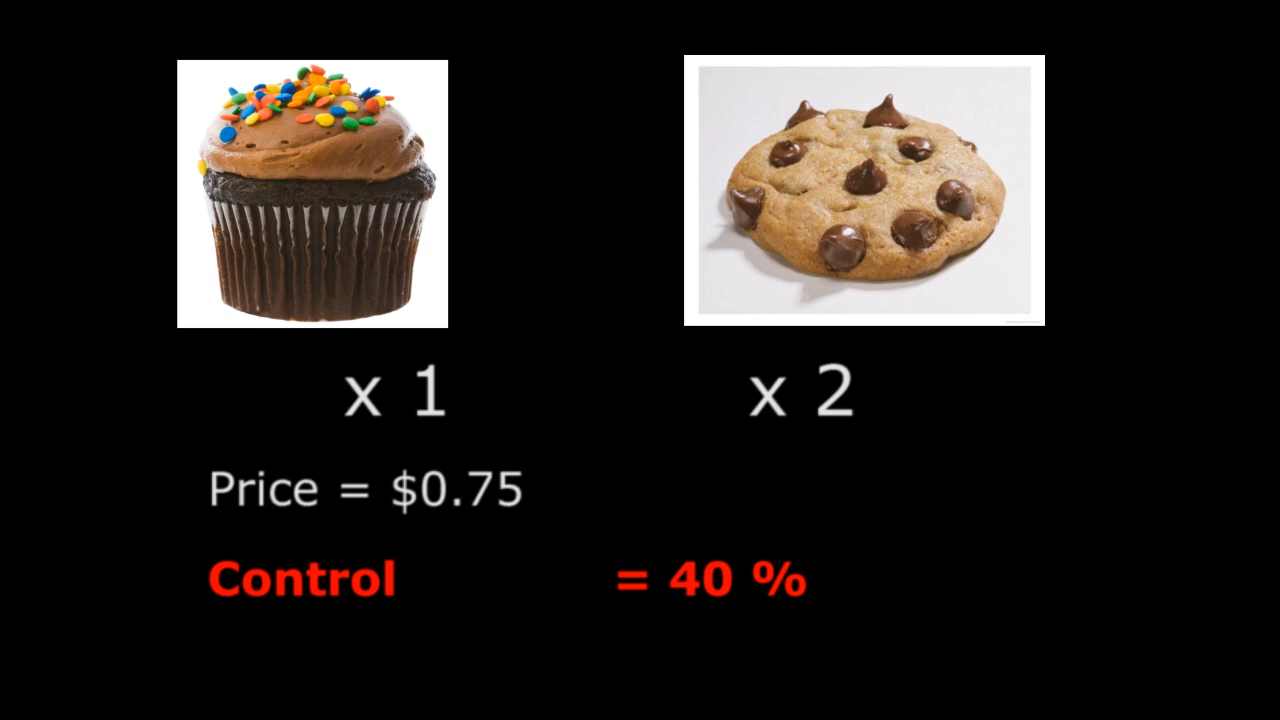 x 1 x 2
Price = $0.75
Control = 40 %